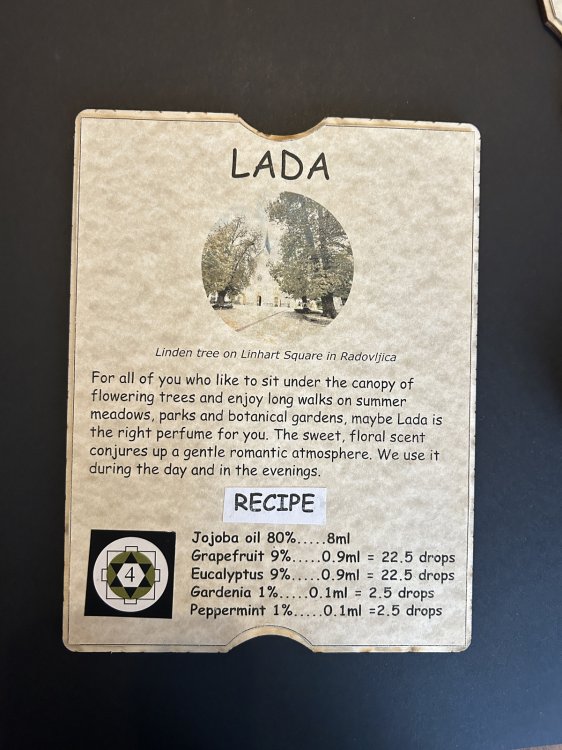 LADA
Linden tree on Linhart Square in Radovljica
For all of you who like to sit under the canopy of
flowering trees and enjoy long walks on summer
meadows, parks and botanical gardens, maybe Lada is
the right perfume for you. The sweet, floral scent
conjures up a gentle romantic atmosphere. We use it
during the day and in the evenings.
RECIPE
4
Jojoba oil 80%.....8ml
Grapefruit 9%.....0.9ml = 22.5 drops
Eucalyptus 9%.....0.9ml = 22.5 drops
Gardenia 1%.....0.1ml = 2.5 drops
Peppermint 1%.....0.1ml =2.5 drops